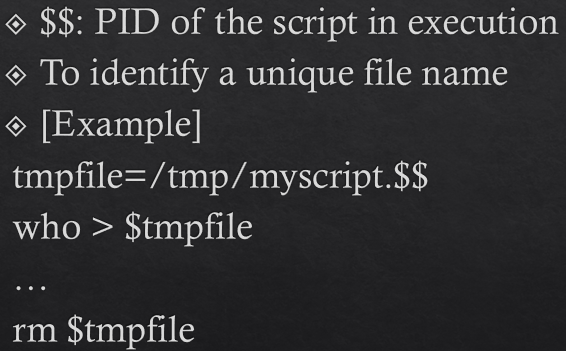 $$: PID of the script in execution
To identify a unique file name
[Example]
tmpfile=/tmp/myscript.$$
who > $tmpfile
…
rm $tmpfile